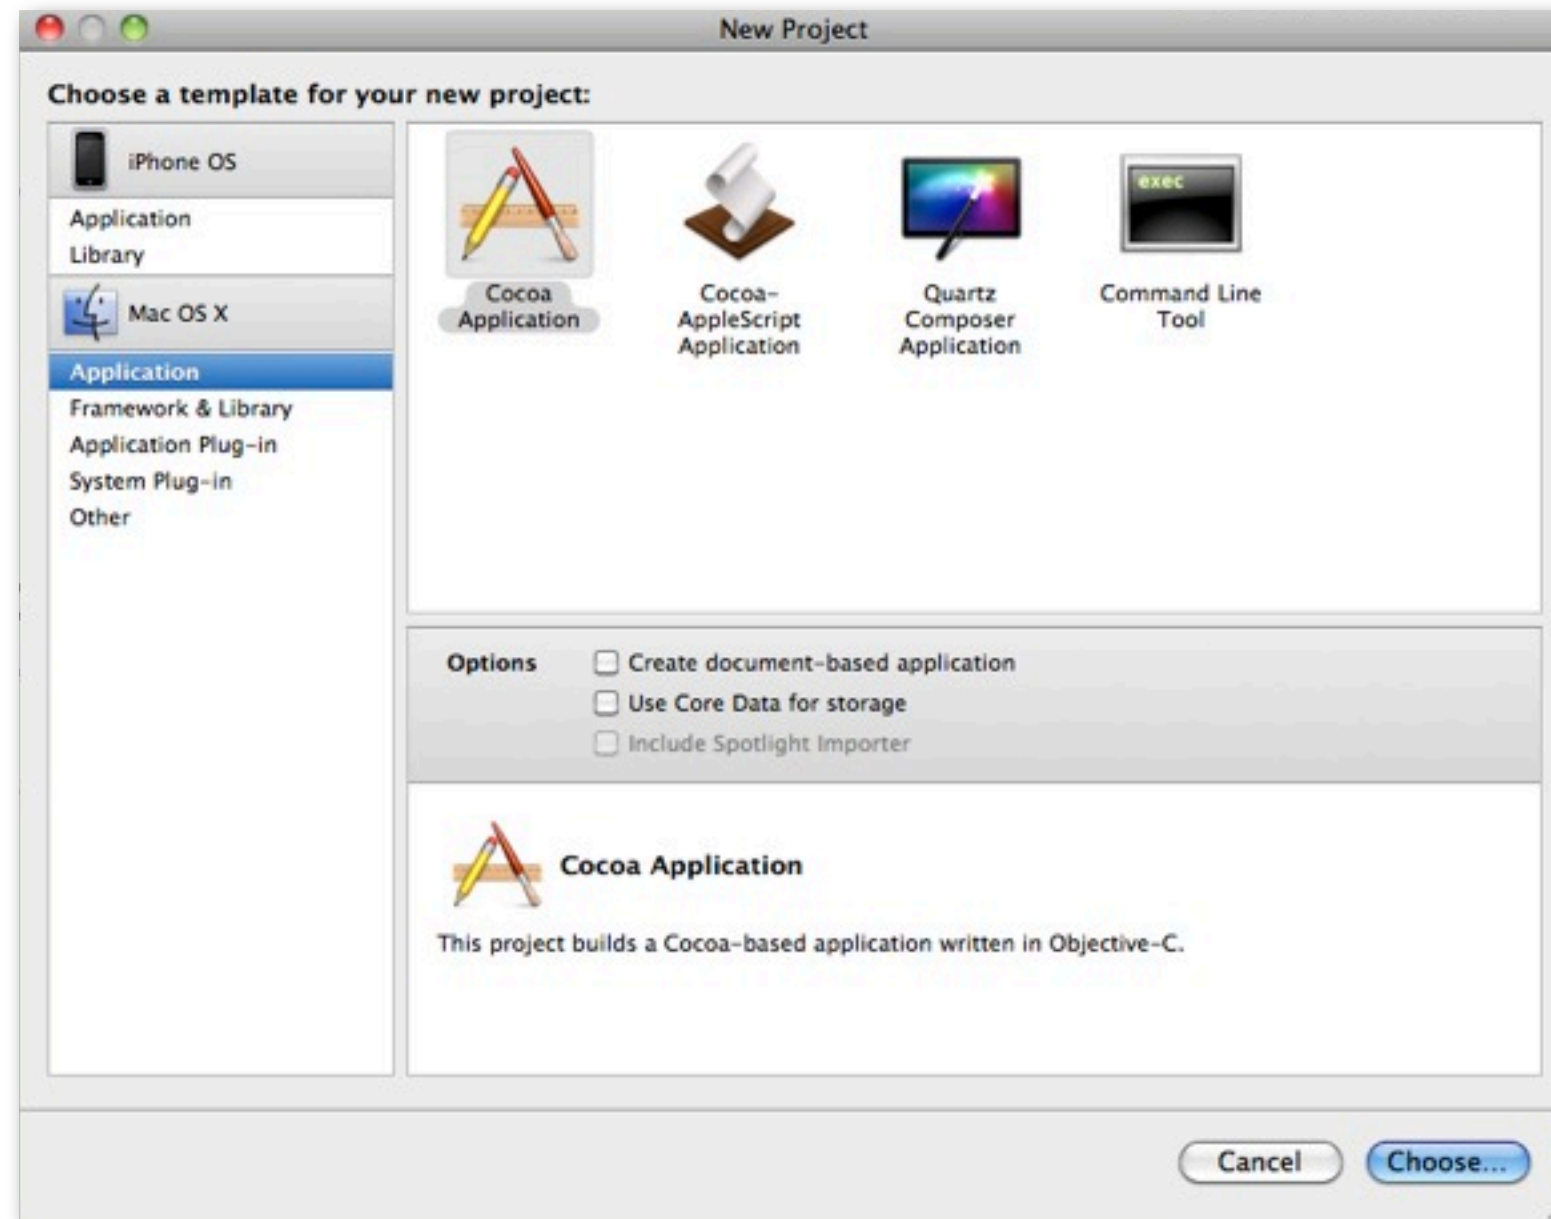 New Project
Choose a template for your new project:
iPhone OS
Application
Library
Mac OS X
Application
Framework & Library
Application Plug-in
System Plug-in
Other
Cocoa
Application
Cocoa-
AppleScript
Application
Quartz
Composer
Application
exec
Command Line
Tool
Options
Create document-based application
Use Core Data for storage
Include Spotlight Importer
Cocoa Application
This project builds a Cocoa-based application written in Objective-C.
Cancel
Choose...